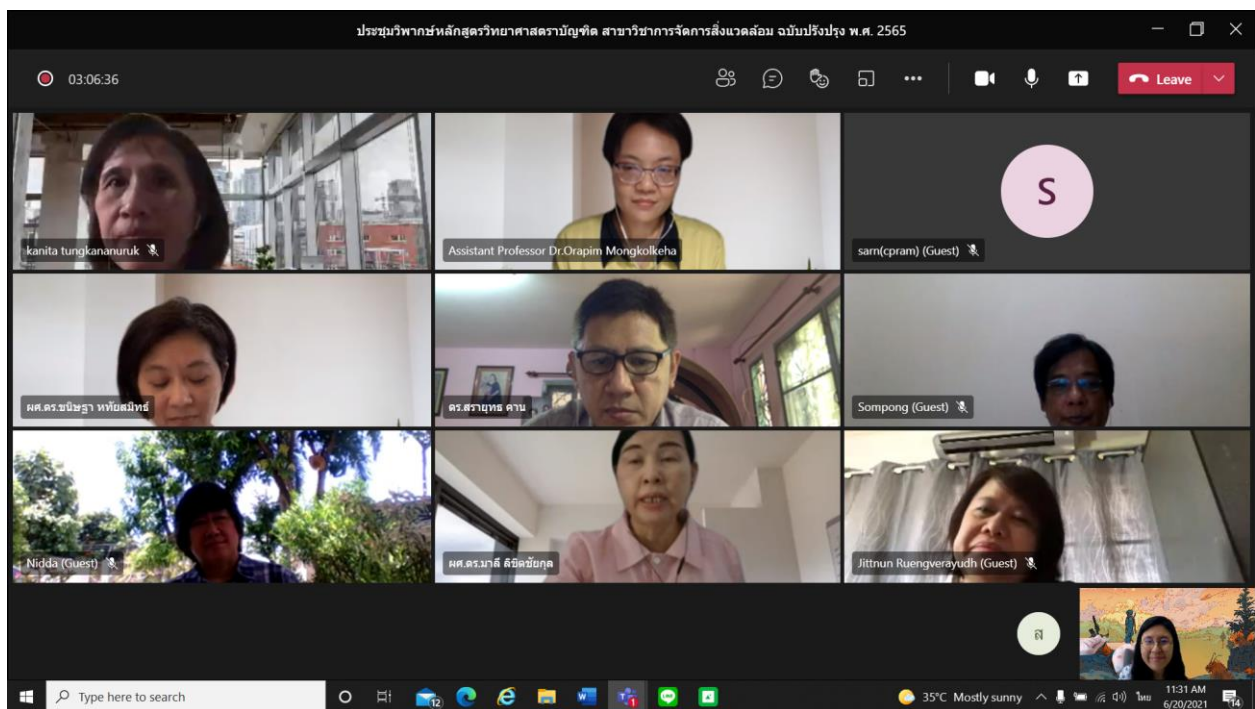 ประชุมวิพากษ์หลักสูตรวิทยาศาสตราบัณฑิต สาขาวิชาการจัดการสิ่งแวดล้อม ฉบับปรับปรุง พ.ศ. 2565
03:06:36
Leave
kanita tungkananuruk
Assistant Professor Dr.Orapim Mongkolkeha
S
sarn(cpram) (Guest)
ผศ.ดร.ขนิษฐา หทัยสมิทธ์
ดร.สรายุทธ คาน
Sompong (Guest)
Nidda (Guest)
ผศ.ดร.มาลี ลิขิตชัยกุล
Jittnun Ruengverayudh (Guest)
ส
Type here to search
12
35°C Mostly sunny
ไทย
11:31 AM
6/20/2021
14